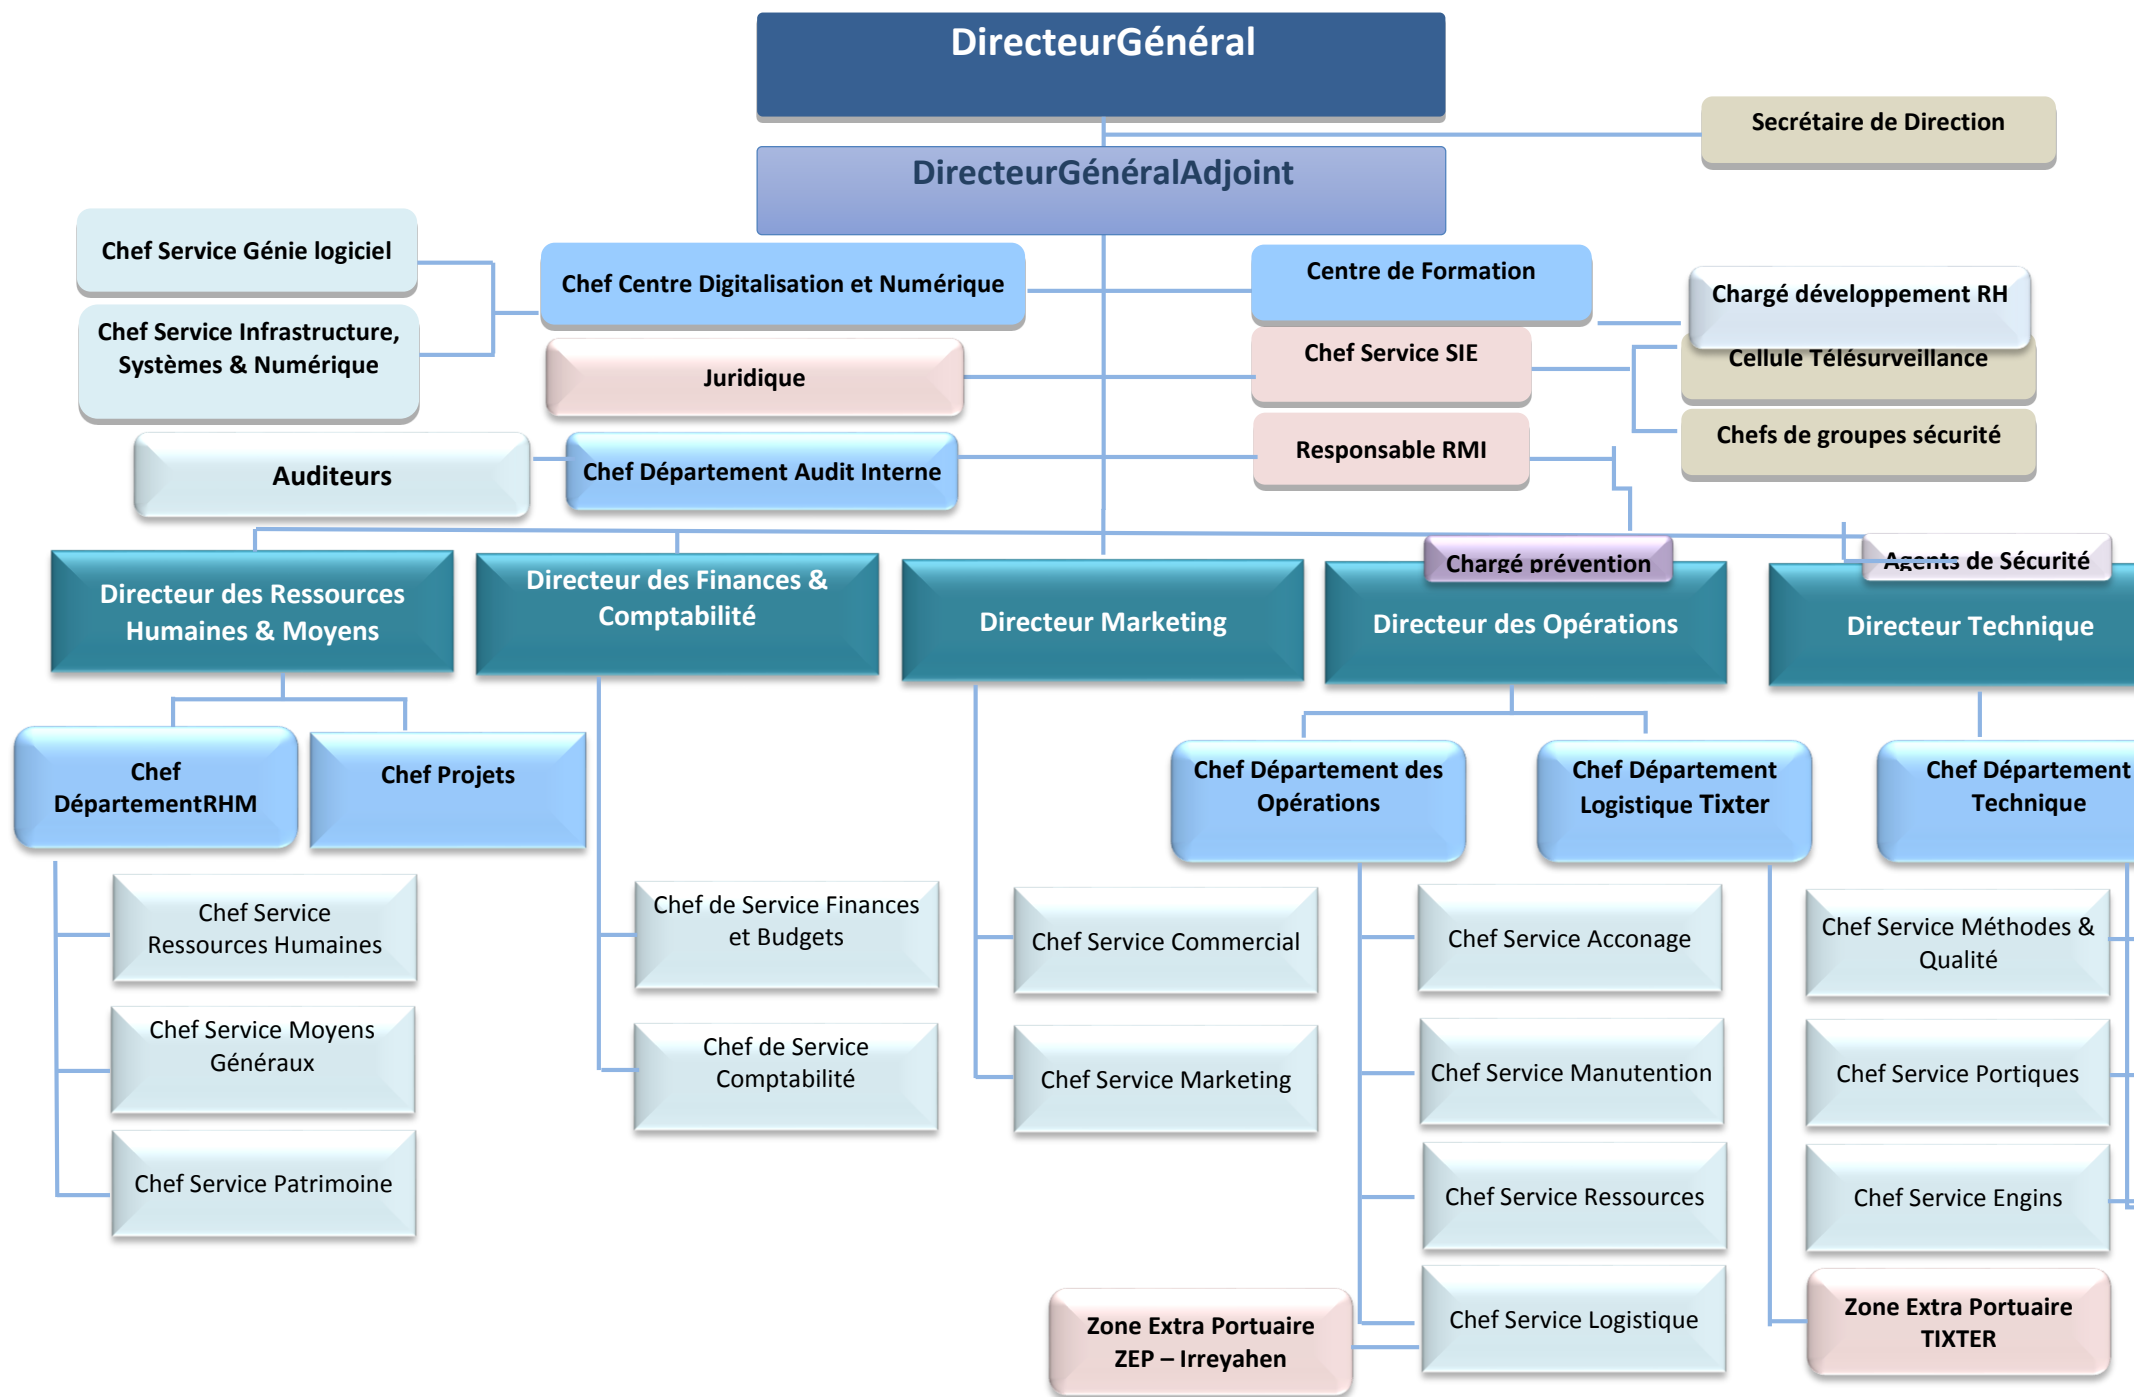 DirecteurGénéral
Secrétaire de Direction
DirecteurGénéralAdjoint
Chef Service Génie logiciel
Chef Centre Digitalisation et Numérique
Centre de Formation
Chargé développement RH
Chef Service Infrastructure,
Systèmes & Numérique
Juridique
Chef Service SIE
Cellule Télésurveillance
Auditeurs
Chef Département Audit Interne
Responsable RMI
Chefs de groupes sécurité
Chargé prévention
Agents de Sécurité
Directeur des Ressources
Humaines & Moyens
Directeur des Finances &
Comptabilité
Directeur Marketing
Directeur des Opérations
Directeur Technique
Chef
DépartementRHM
Chef Projets
Chef Département des
Opérations
Chef Département
Logistique Tixter
Chef Département
Technique
Chef Service
Ressources Humaines
Chef de Service Finances
et Budgets
Chef Service Commercial
Chef Service Acconage
Chef Service Méthodes &
Qualité
Chef Service Moyens
Généraux
Chef de Service
Comptabilité
Chef Service Marketing
Chef Service Manutention
Chef Service Portiques
Chef Service Patrimoine
Chef Service Ressources
Chef Service Engins
Zone Extra Portuaire
ZEP – Irreyahen
Chef Service Logistique
Zone Extra Portuaire
TIXTER